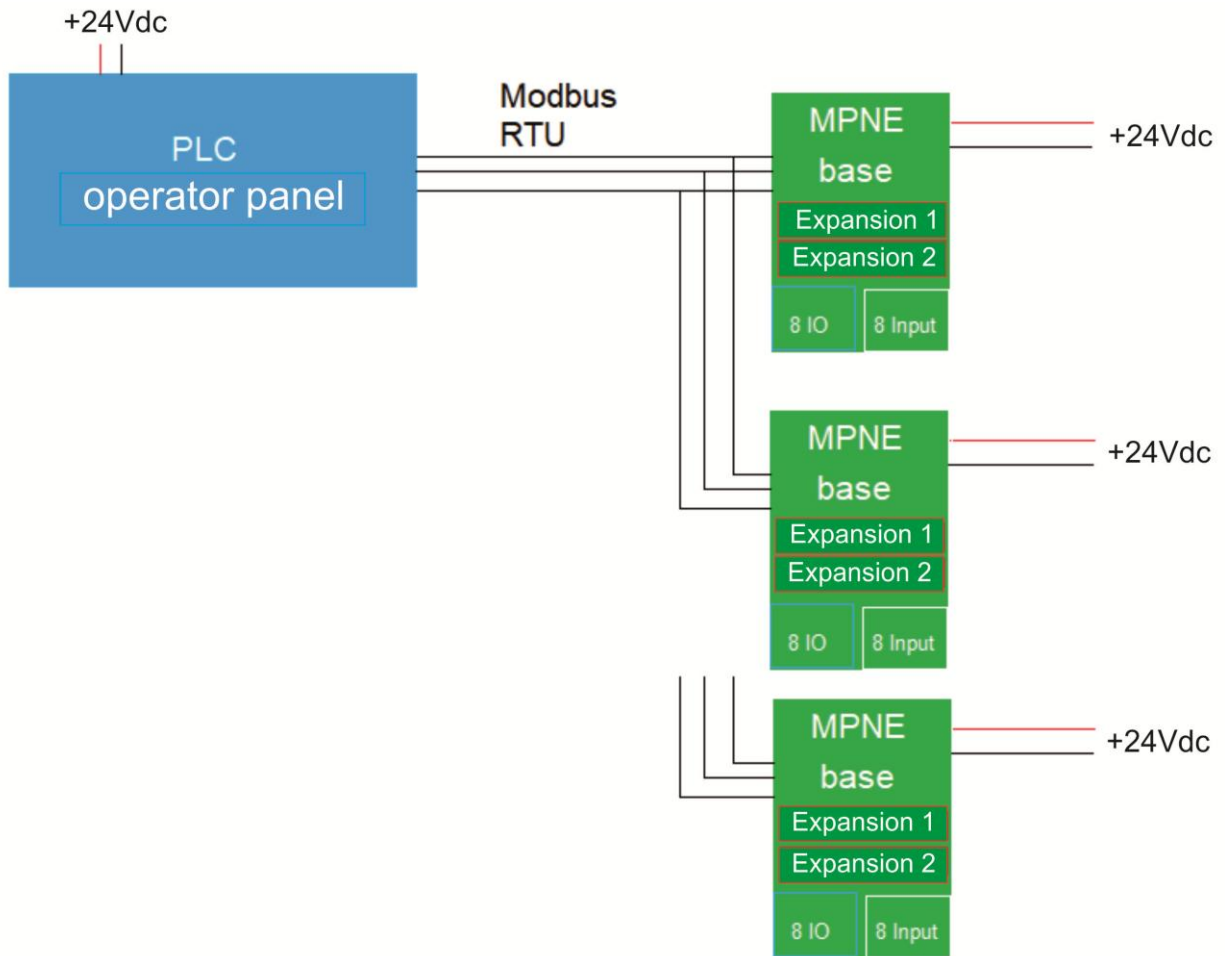 +24Vdc
PLC
operator panel
Modbus
RTU
MPNE
base
Expansion 1
Expansion 2
8 IO
8 Input
+24Vdc
MPNE
base
Expansion 1
Expansion 2
8 IO
8 Input
+24Vdc
MPNE
base
Expansion 1
Expansion 2
8 IO
8 Input
+24Vdc